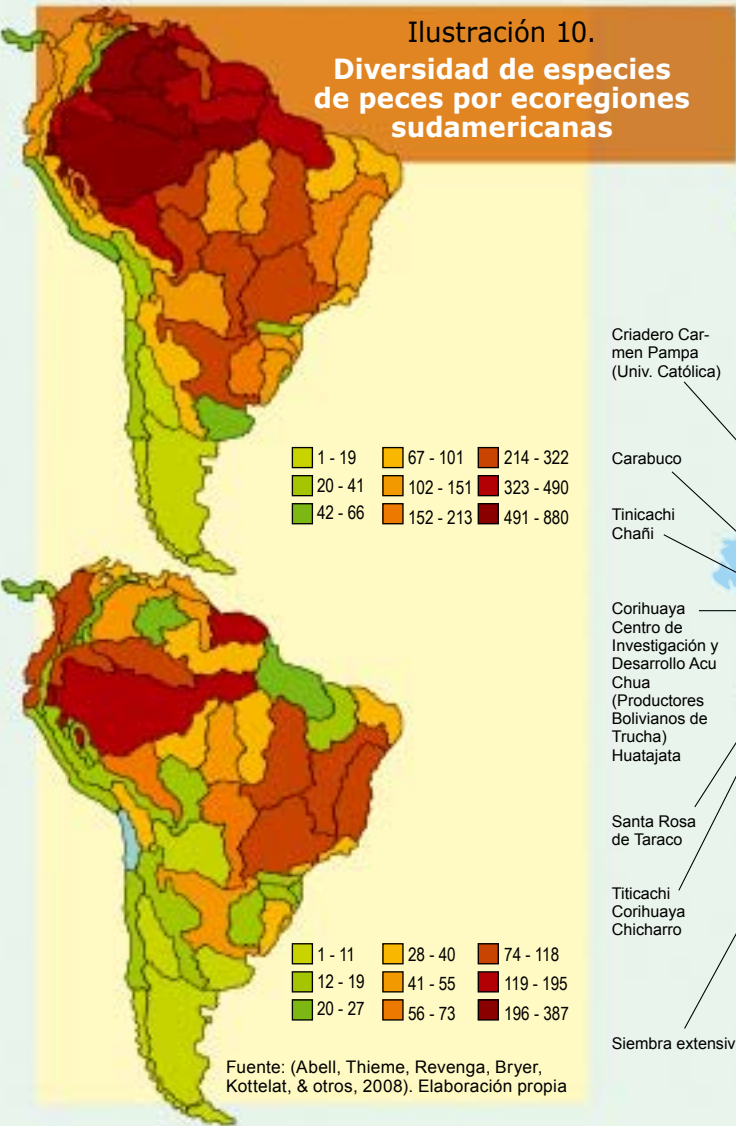 Ilustración 10.
Diversidad de especies
de peces por ecoregiones
sudamericanas
1 - 19
20 - 41
42 - 66
67 - 101
102 - 151
152 - 213
214 - 322
323 - 490
491 - 880
1 - 11
12 - 19
20 - 27
28 - 40
41 - 55
56 - 73
74 - 118
119 - 195
196 - 387
Fuente: (Abell, Thieme, Revenga, Bryer,
Kottelat, & otros, 2008). Elaboración propia
Criadero Car-
men Pampa
(Univ. Católica)
Carabuco
Tinicachi
Chañi
Corihuaya
Centro de
Investigación y
Desarrollo Acu
Chua
(Productores
Bolivianos de
Trucha)
Huatajata
Santa Rosa
de Taraco
Titicachi
Corihuaya
Chicharro
Siembra extensiv